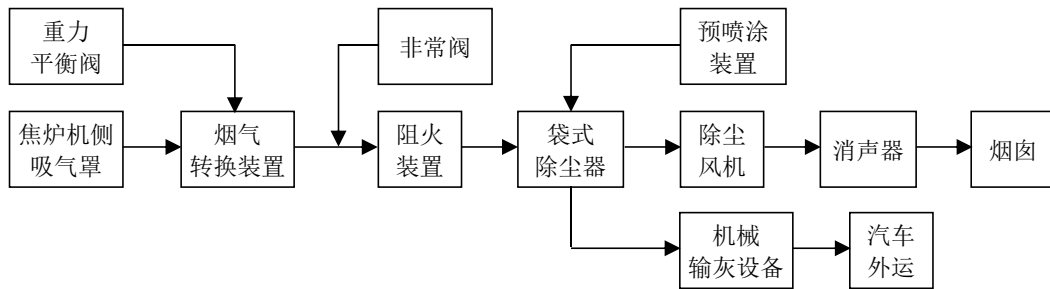 重力
平衡阀
非常阀
预喷涂
装置
焦炉机侧
吸气罩
烟气
转换装置
阻火
装置
袋式
除尘器
除尘
风机
消声器
烟囱
机械
输灰设备
汽车
外运